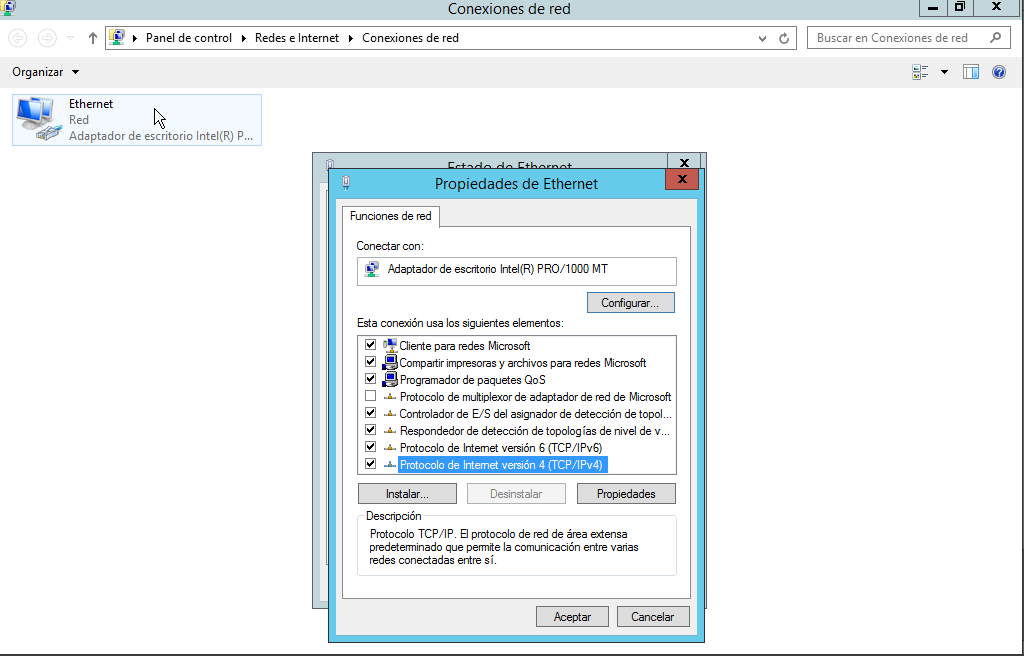 Conexiones de red
Panel de control
Redes e Internet
Conexiones de red
Buscar en Conexiones de red
Organizar
Ethernet
Red
Adaptador de escritorio Intel(R) P...
Estado de Ethernet
X
Propiedades de Ethernet
Funciones de red
Conectar con:
Adaptador de escritorio Intel(R) PRO/1000 MT
Configurar...
Esta conexión usa los siguientes elementos:
Cliente para redes Microsoft
Compartir impresoras y archivos para redes Microsoft
Programador de paquetes QoS
Protocolo de multiplexor de adaptador de red de Microsoft
Controlador de E/S del asignador de detección de topol...
Respondedor de detección de topologías de nivel de v...
Protocolo de Internet versión 6 (TCP/IPv6)
Protocolo de Internet versión 4 (TCP/IPv4)
Instalar...
Desinstalar
Propiedades
Descripción
Protocolo TCP/IP. El protocolo de red de área extensa
predeterminado que permite la comunicación entre varias
redes conectadas entre sí.
Aceptar
Cancelar